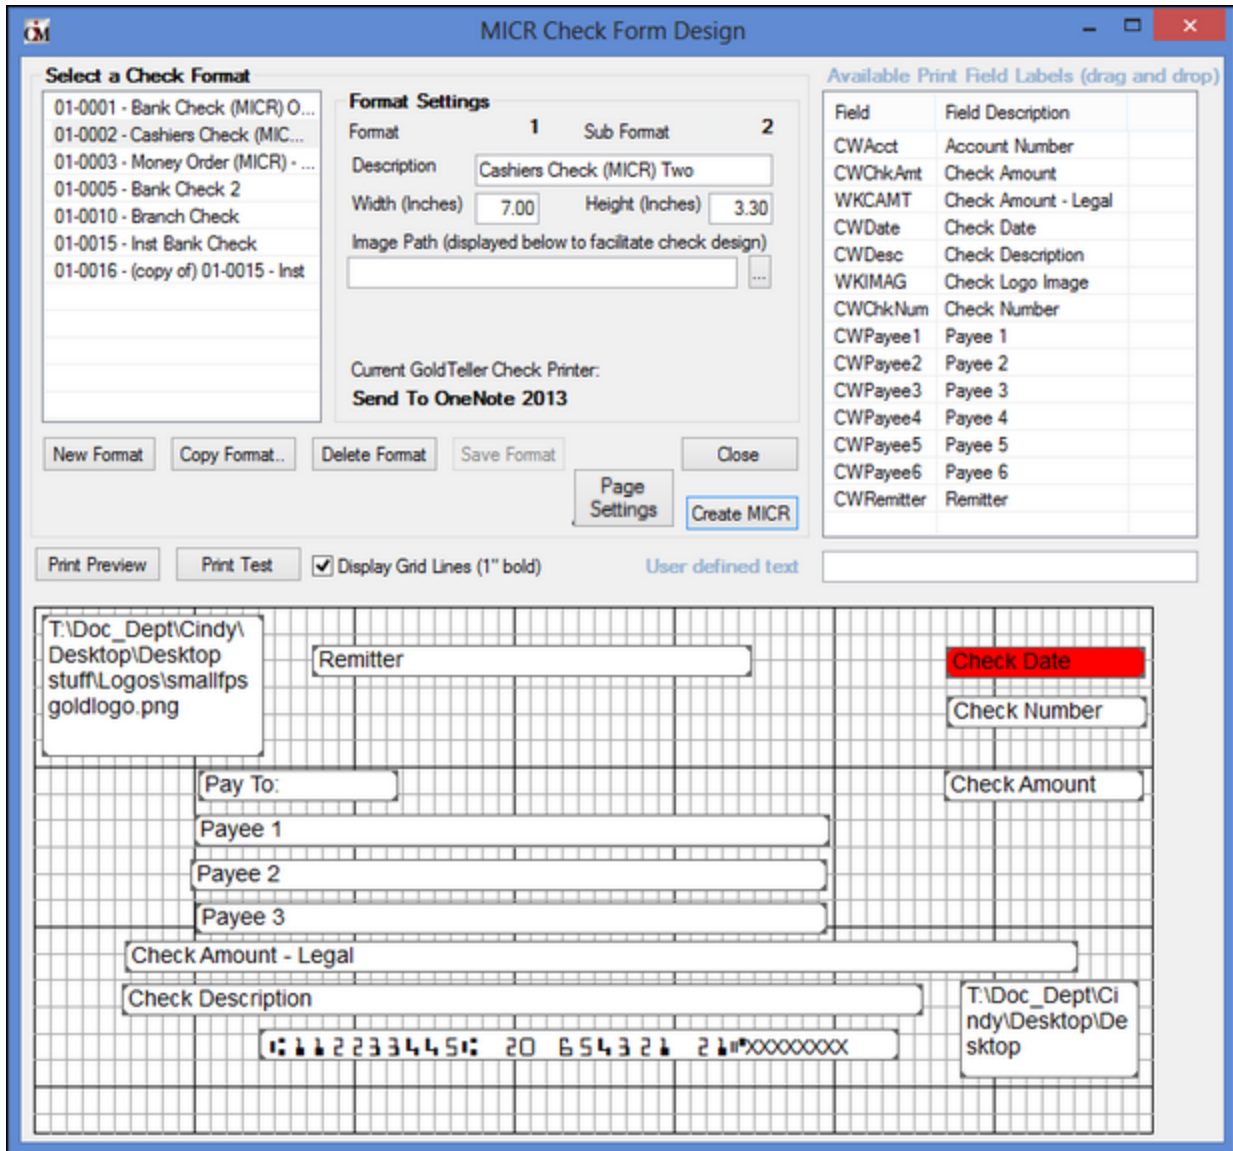 MICR Check Form Design
Select a Check Format
01-0001 - Bank Check (MICR) O...
01-0002 - Cashiers Check (MIC...
01-0003 - Money Order (MICR) - ...
01-0005 - Bank Check 2
01-0010 - Branch Check
01-0015 - Inst Bank Check
01-0016 - (copy of) 01-0015 - Inst
Format Settings
Format 1 Sub Format 2
Description Cashiers Check (MICR) Two
Width (Inches) 7.00 Height (Inches) 3.30
Image Path (displayed below to facilitate check design)
...
Current GoldTeller Check Printer:
Send To OneNote 2013
New Format Copy Format.. Delete Format Save Format Close
Page
Settings
Create MICR
Available Print Field Labels (drag and drop)
Field Field Description
CWAcct Account Number
CWChkAmt Check Amount
WKCAMT Check Amount - Legal
CWDate Check Date
CWDesc Check Description
WKIMAG Check Logo Image
CWChkNum Check Number
CWPayee1 Payee 1
CWPayee2 Payee 2
CWPayee3 Payee 3
CWPayee4 Payee 4
CWPayee5 Payee 5
CWPayee6 Payee 6
CWRemitter Remitter
Print Preview Print Test Display Grid Lines (1" bold) User defined text
T:\Doc_Dept\Cindy\
Desktop\Desktop
stuff\Logos\smallfps
goldlogo.png
Remitter
Check Date
Check Number
Pay To:
Check Amount
Payee 1
Payee 2
Payee 3
Check Amount - Legal
Check Description
T:\Doc_Dept\Ci
ndy\Desktop\De
sktop
⑆112233445⑆ 20 654321 21⑈XXXXXXXX